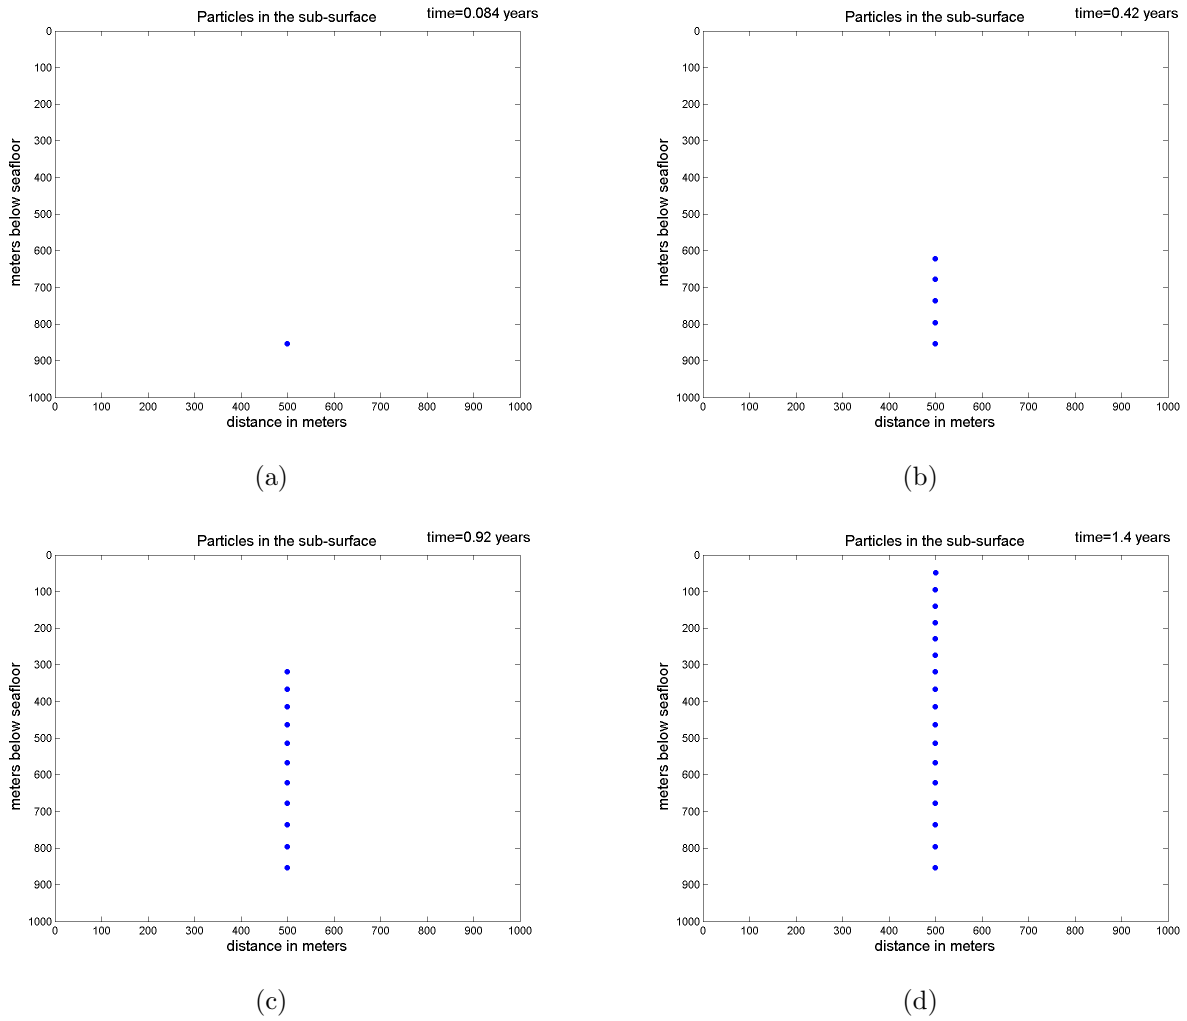 Particles in the sub-surface
time=0.084 years
0
100
200
300
400
500
600
700
800
900
1000
meters below seafloor
0 100 200 300 400 500 600 700 800 900 1000
distance in meters
(a)
Particles in the sub-surface
time=0.42 years
0
100
200
300
400
500
600
700
800
900
1000
meters below seafloor
0 100 200 300 400 500 600 700 800 900 1000
distance in meters
(b)
Particles in the sub-surface
time=0.92 years
0
100
200
300
400
500
600
700
800
900
1000
meters below seafloor
0 100 200 300 400 500 600 700 800 900 1000
distance in meters
(c)
Particles in the sub-surface
time=1.4 years
0
100
200
300
400
500
600
700
800
900
1000
meters below seafloor
0 100 200 300 400 500 600 700 800 900 1000
distance in meters
(d)